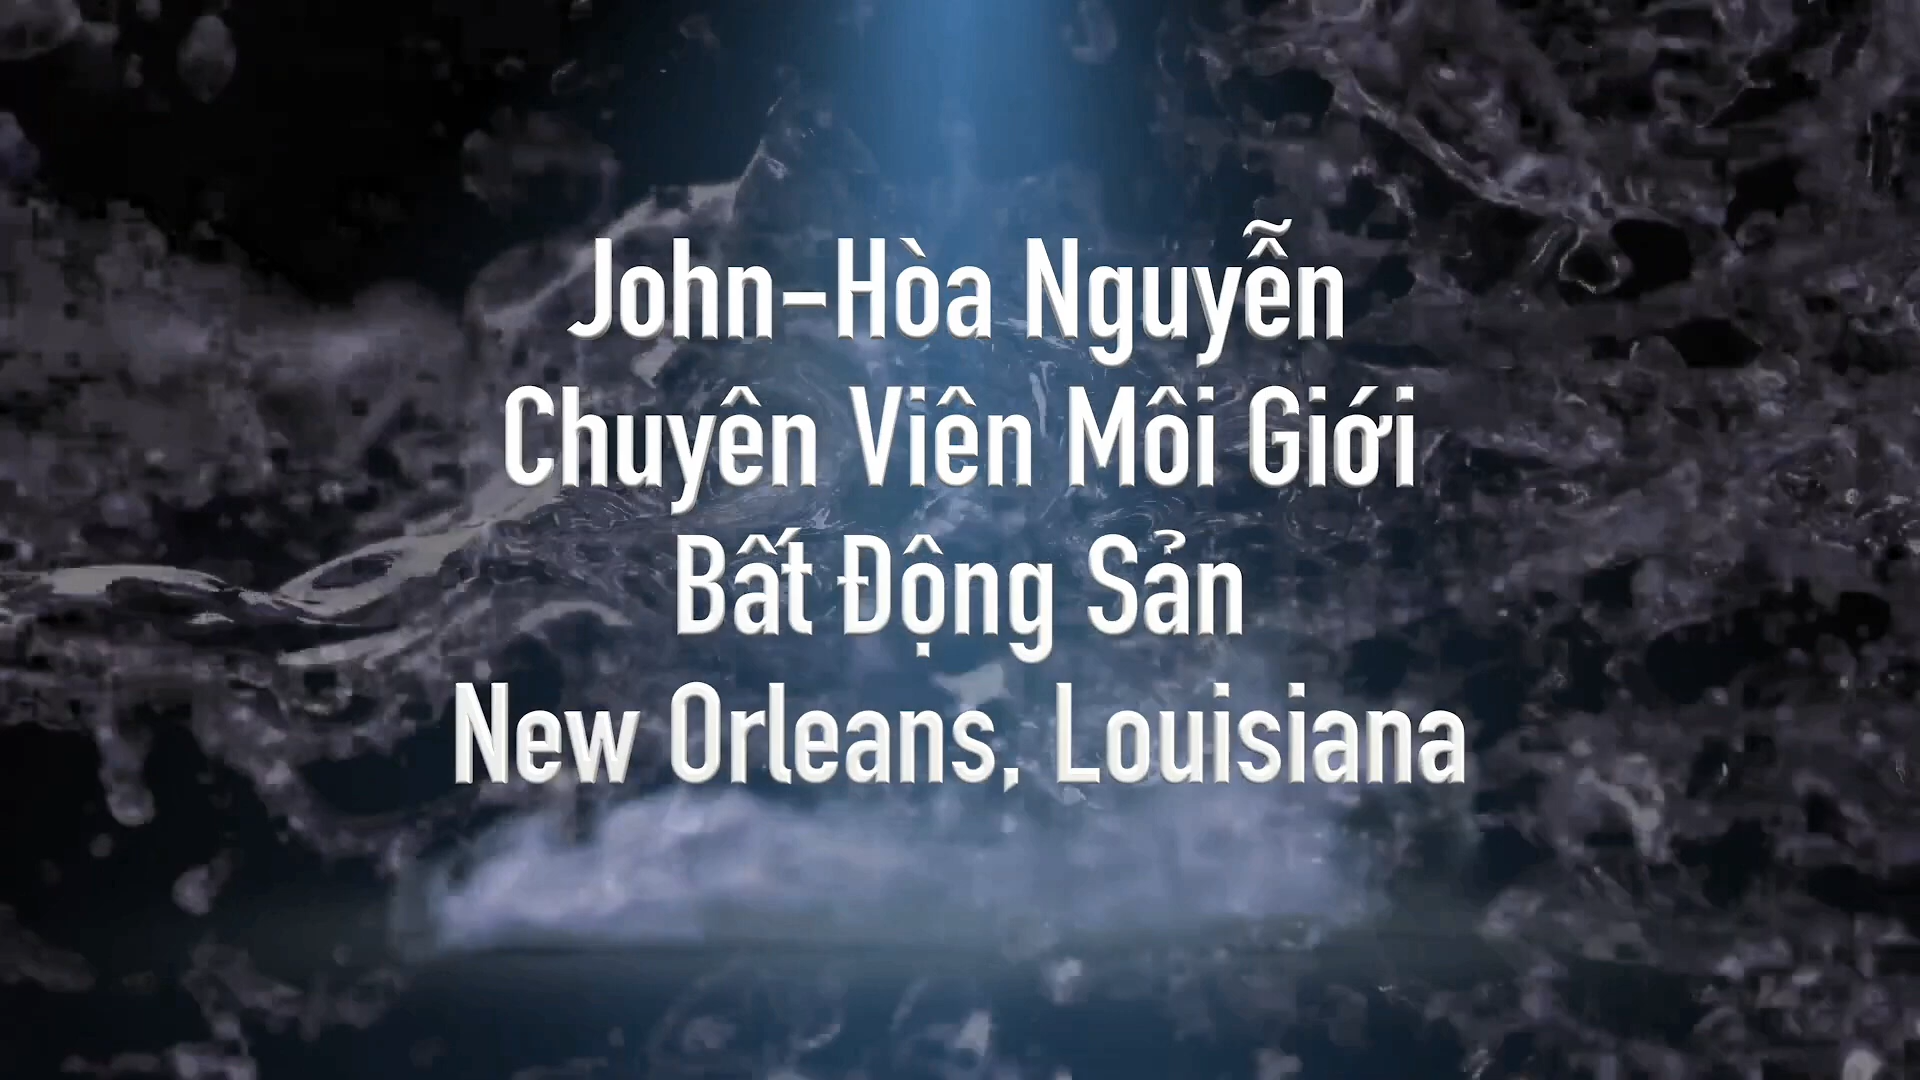 John-Hòa Nguyễn
Chuyên Viên Môi Giới
Bất Động Sản
New Orleans, Louisiana